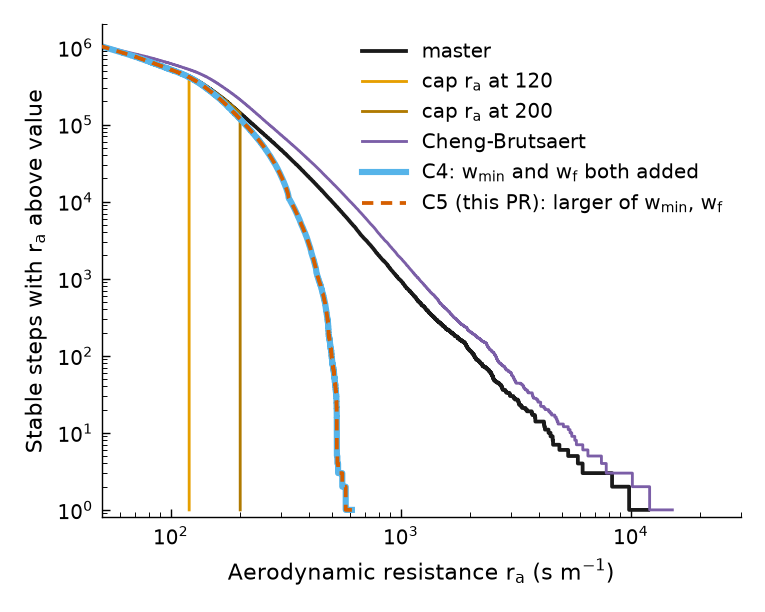 master
cap rₐ at 120
cap rₐ at 200
Cheng-Brutsaert
C4: w_min and w_f both added
C5 (this PR): larger of w_min, w_f
Stable steps with rₐ above value
10⁶
10⁵
10⁴
10³
10²
10¹
10⁰
10² 10³ 10⁴
Aerodynamic resistance rₐ (s m⁻¹)